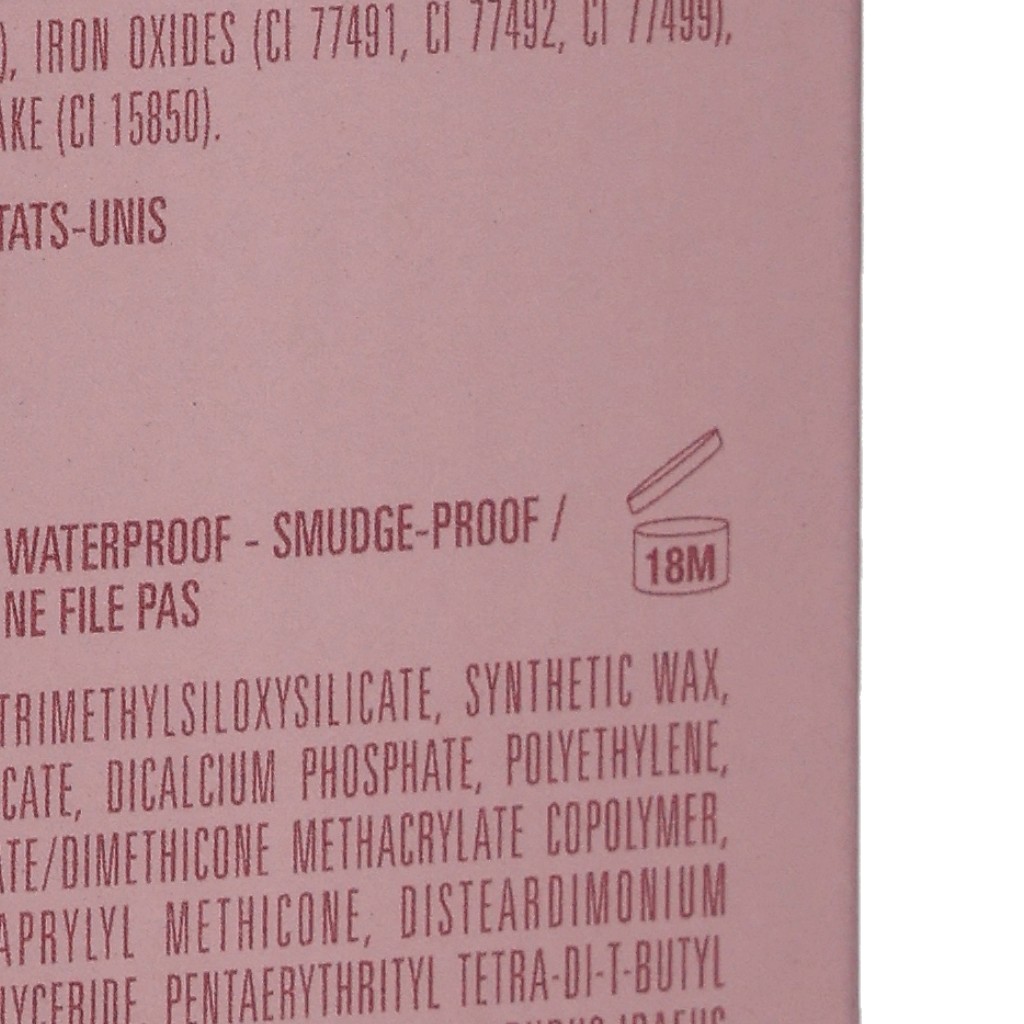 ), IRON OXIDES (CI 77491, CI 77492, CI 77499),
AKE (CI 15850).
TATS-UNIS
WATERPROOF - SMUDGE-PROOF /
NE FILE PAS
18M
TRIMETHYLSILOXYSILICATE, SYNTHETIC WAX,
CATE, DICALCIUM PHOSPHATE, POLYETHYLENE,
ATE/DIMETHICONE METHACRYLATE COPOLYMER,
APRYLYL METHICONE, DISTEARDIMONIUM
LYCERIDE, PENTAERYTHRITYL TETRA-DI-T-BUTYL